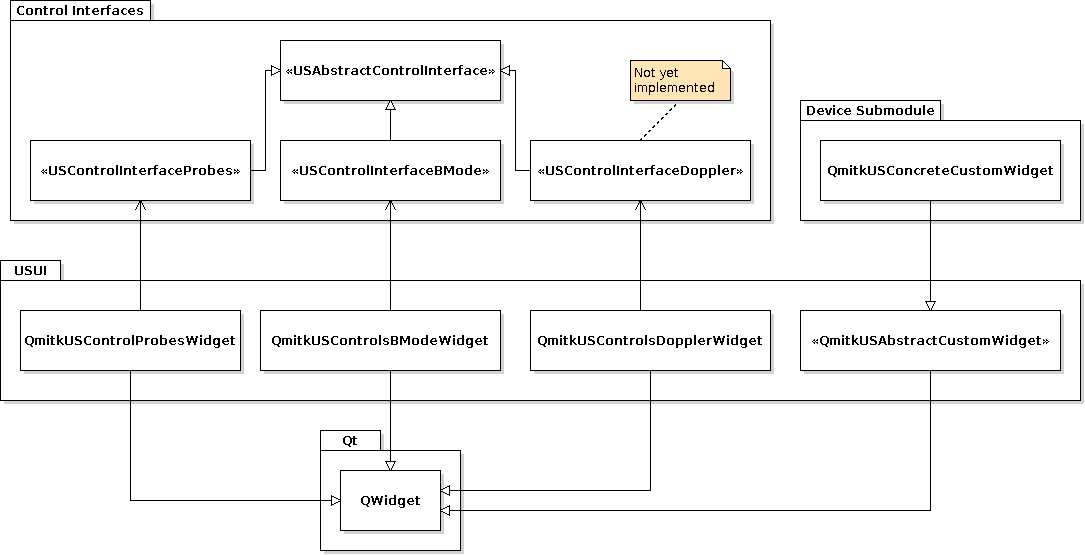 Control Interfaces
«USAbstractControlInterface»
Not yet
implemented
Device Submodule
«USControlInterfaceProbes»
«USControlInterfaceBMode»
«USControlInterfaceDoppler»
QmitkUSConcreteCustomWidget
USUI
QmitkUSControlProbesWidget
QmitkUSControlsBModeWidget
QmitkUSControlsDopplerWidget
«QmitkUSAbstractCustomWidget»
Qt
QWidget